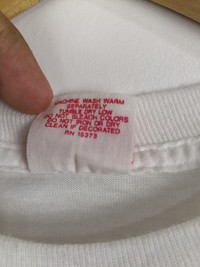 MACHINE WASH WARM
SEPARATELY
TUMBLE DRY LOW
DO NOT BLEACH COLORS
DO NOT IRON OR DRY
CLEAN IF DECORATED
RN 15373